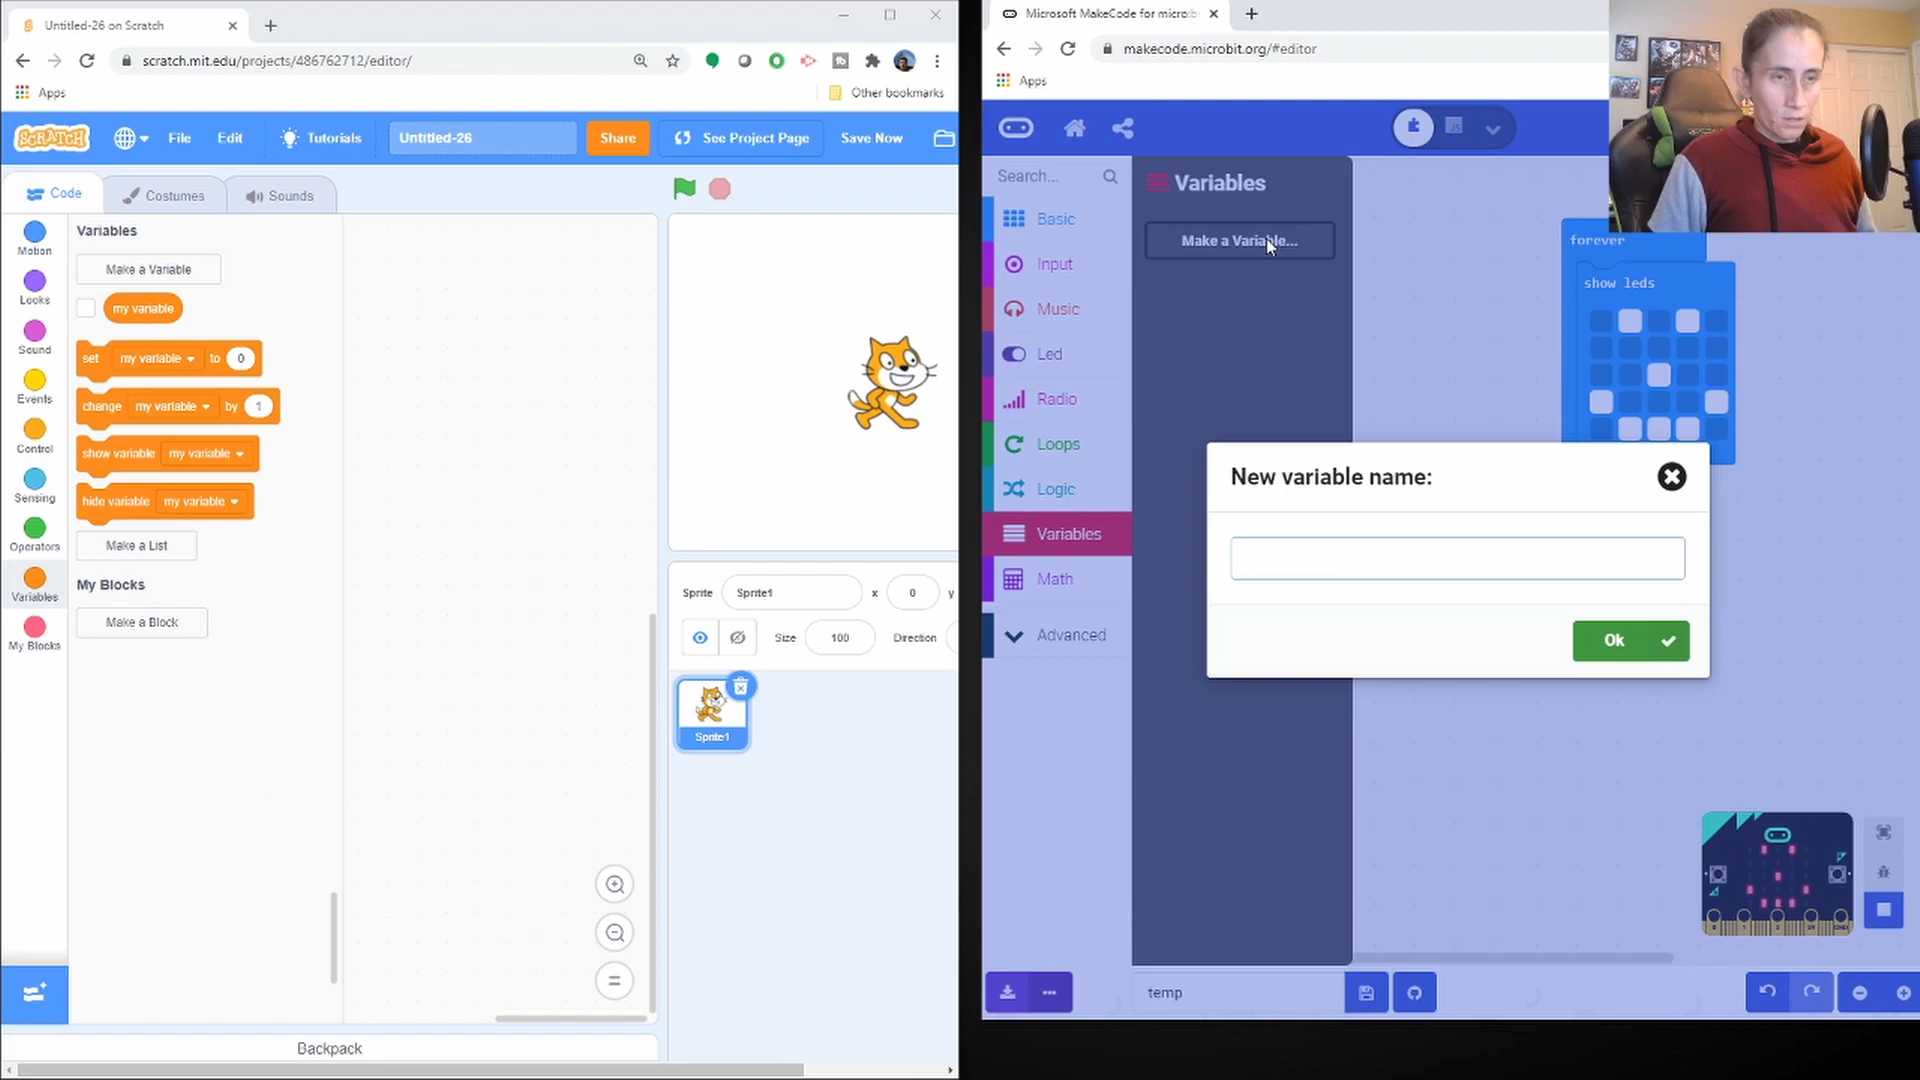 Untitled-26 on Scratch
scratch.mit.edu/projects/486762712/editor/
Apps
Other bookmarks
SCRATCH
File
Edit
Tutorials
Untitled-26
Share
See Project Page
Save Now
Code
Costumes
Sounds
Motion
Looks
Sound
Events
Control
Sensing
Operators
Variables
My Blocks
Variables
Make a Variable
my variable
set my variable to 0
change my variable by 1
show variable my variable
hide variable my variable
Make a List
My Blocks
Make a Block
Sprite
Sprite1
x
0
y
Size
100
Direction
Sprite1
Backpack
Microsoft MakeCode for micro:b
makecode.microbit.org/#editor
Apps
JS
Search...
Basic
Input
Music
Led
Radio
Loops
Logic
Variables
Math
Advanced
Variables
Make a Variable...
forever
show leds
New variable name:
Ok
temp